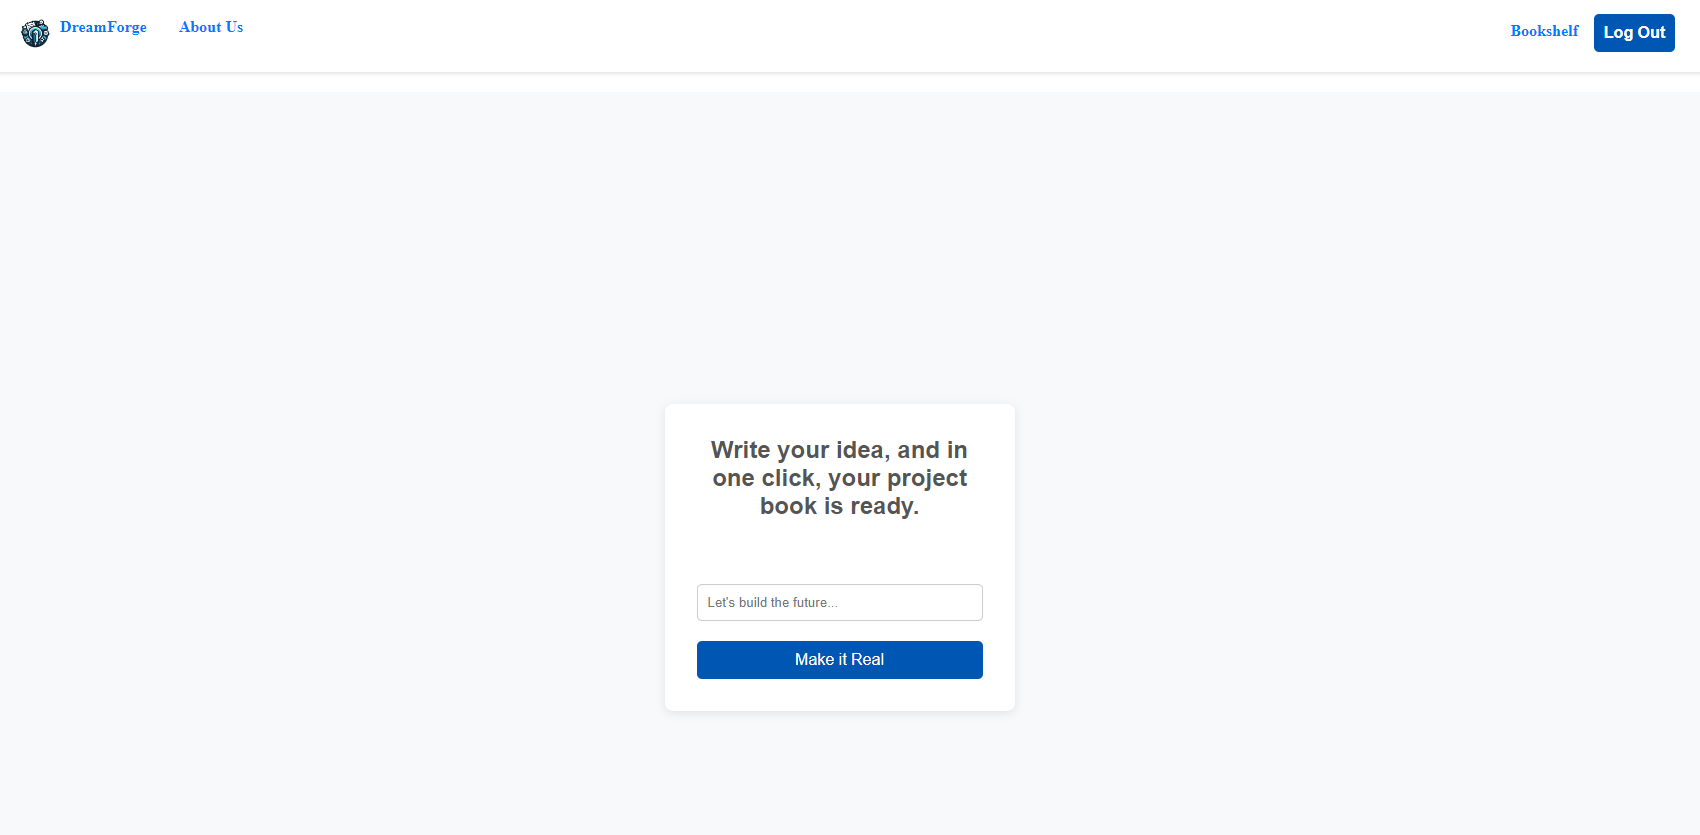 DreamForge
About Us
Bookshelf
Log Out
Write your idea, and in
one click, your project
book is ready.
Let's build the future...
Make it Real